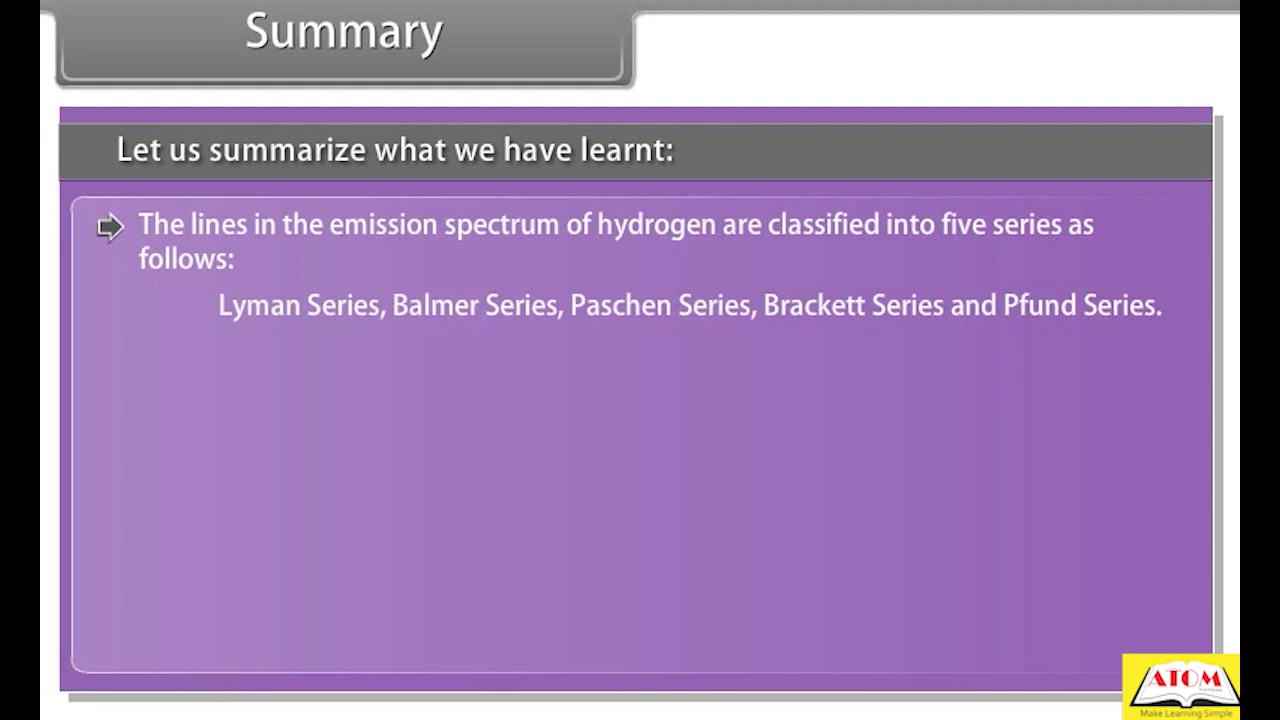 Summary
Let us summarize what we have learnt:
The lines in the emission spectrum of hydrogen are classified into five series as
follows:
Lyman Series, Balmer Series, Paschen Series, Brackett Series and Pfund Series.
ATOM
Make Learning Simple